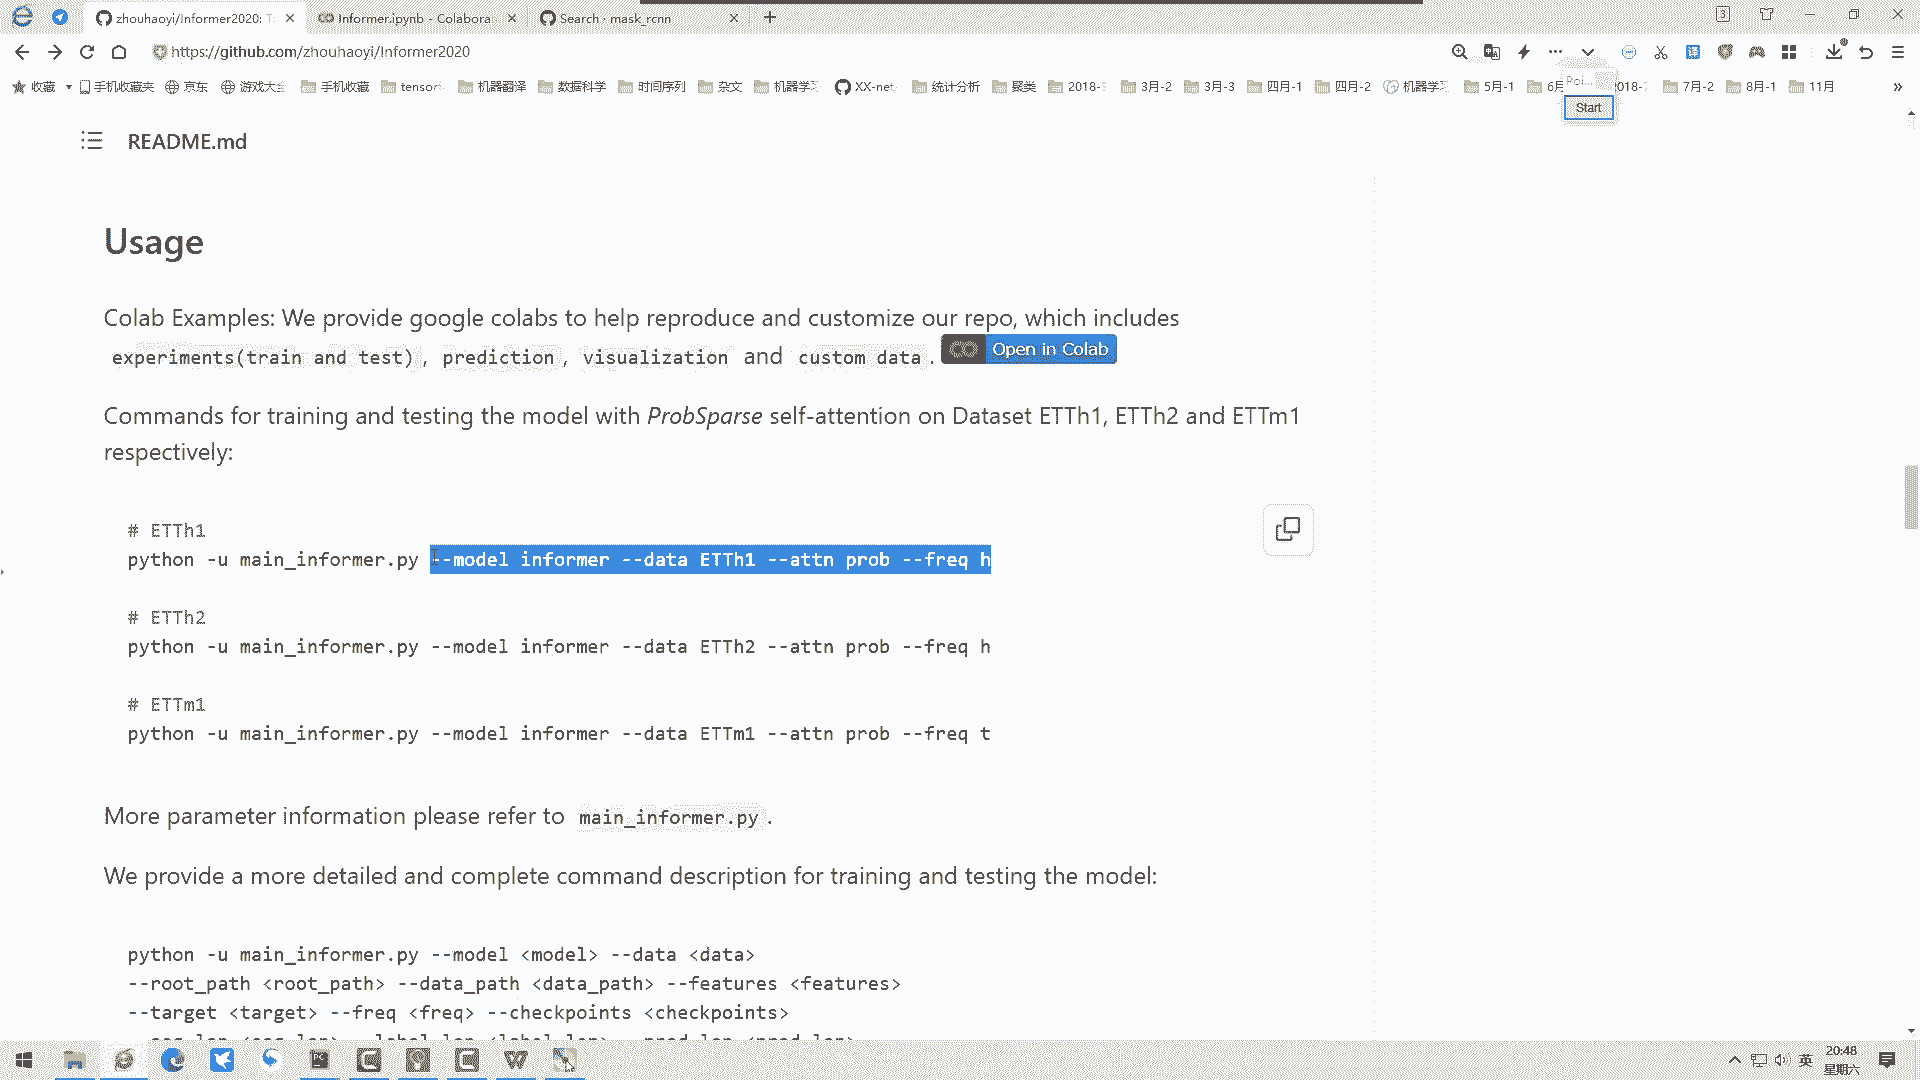 zhouhaoyi/Informer2020: T
Informer.ipynb - Colabora
Search · mask_rcnn
3
https://github.com/zhouhaoyi/Informer2020
收藏
手机收藏夹
京东
游戏大全
手机收藏
tensor
机器翻译
数据科学
时间序列
杂文
机器学习
XX-net
统计分析
聚类
2018-
3月-2
3月-3
四月-1
四月-2
机器学习
5月-1
2018-
7月-2
8月-1
11月
Poi...
Start
README.md
Usage
Colab Examples: We provide google colabs to help reproduce and customize our repo, which includes
experiments(train and test), prediction, visualization and custom data. Open in Colab
Commands for training and testing the model with ProbSparse self-attention on Dataset ETTh1, ETTh2 and ETTm1
respectively:
# ETTh1
python -u main_informer.py --model informer --data ETTh1 --attn prob --freq h
# ETTh2
python -u main_informer.py --model informer --data ETTh2 --attn prob --freq h
# ETTm1
python -u main_informer.py --model informer --data ETTm1 --attn prob --freq t
More parameter information please refer to main_informer.py.
We provide a more detailed and complete command description for training and testing the model:
python -u main_informer.py --model <model> --data <data>
--root_path <root_path> --data_path <data_path> --features <features>
--target <target> --freq <freq> --checkpoints <checkpoints>
英
20:48
星期六